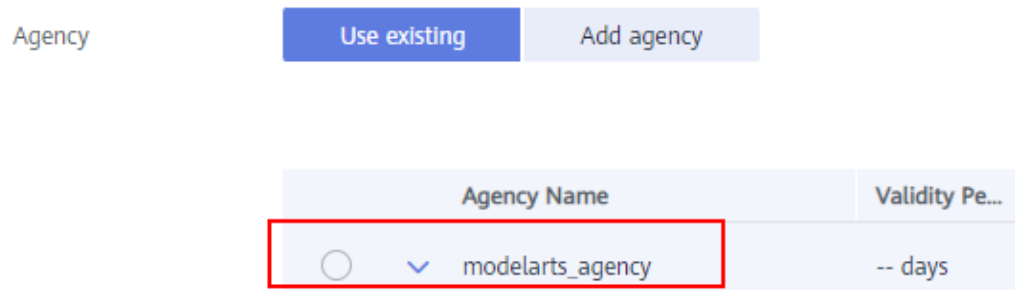 Agency Use existing Add agency
Agency Name Validity Pe...
modelarts_agency -- days